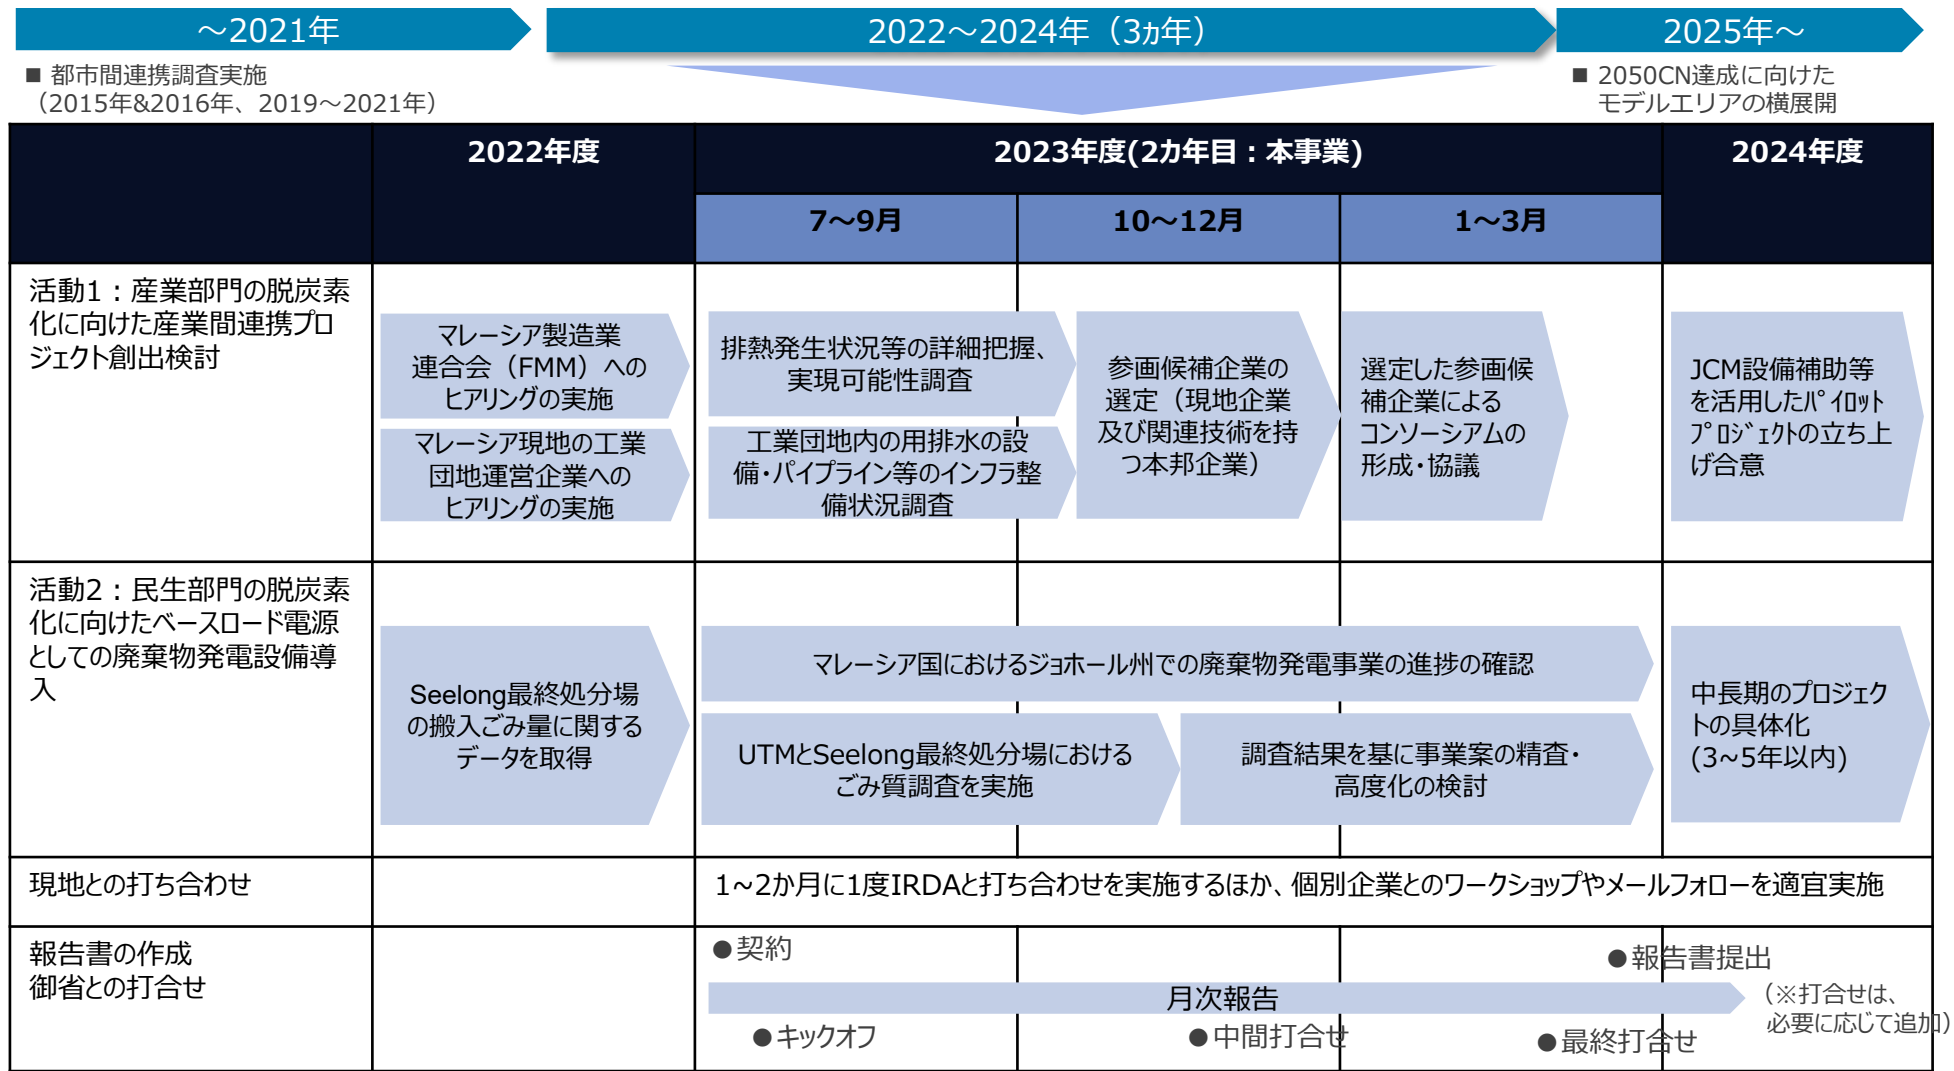 ～2021年
2022～2024年（3ヵ年）
2025年～
■ 都市間連携調査実施
（2015年&2016年、2019～2021年）
■ 2050CN達成に向けた
モデルエリアの横展開
2022年度
2023年度(2カ年目：本事業)
2024年度
7～9月
10～12月
1～3月
活動1：産業部門の脱炭素
化に向けた産業間連携プロ
ジェクト創出検討
マレーシア製造業
連合会（FMM）への
ヒアリングの実施
マレーシア現地の工業
団地運営企業への
ヒアリングの実施
排熱発生状況等の詳細把握、
実現可能性調査
工業団地内の用排水の設
備・パイプライン等のインフラ整
備状況調査
参画候補企業の
選定（現地企業
及び関連技術を持
つ本邦企業）
選定した参画候
補企業による
コンソーシアムの
形成・協議
JCM設備補助等
を活用したﾊﾟｲﾛｯﾄ
ﾌﾟﾛｼﾞｪｸﾄの立ち上
げ合意
活動2：民生部門の脱炭素
化に向けたベースロード電源
としての廃棄物発電設備導
入
Seelong最終処分場
の搬入ごみ量に関する
データを取得
マレーシア国におけるジョホール州での廃棄物発電事業の進捗の確認
UTMとSeelong最終処分場における
ごみ質調査を実施
調査結果を基に事業案の精査・
高度化の検討
中長期のプロジェク
トの具体化
(3~5年以内)
現地との打ち合わせ
1~2か月に1度IRDAと打ち合わせを実施するほか、個別企業とのワークショップやメールフォローを適宜実施
報告書の作成
御省との打合せ
●契約
●報告書提出
月次報告
（※打合せは、
必要に応じて追加）
●キックオフ
●中間打合せ
●最終打合せ